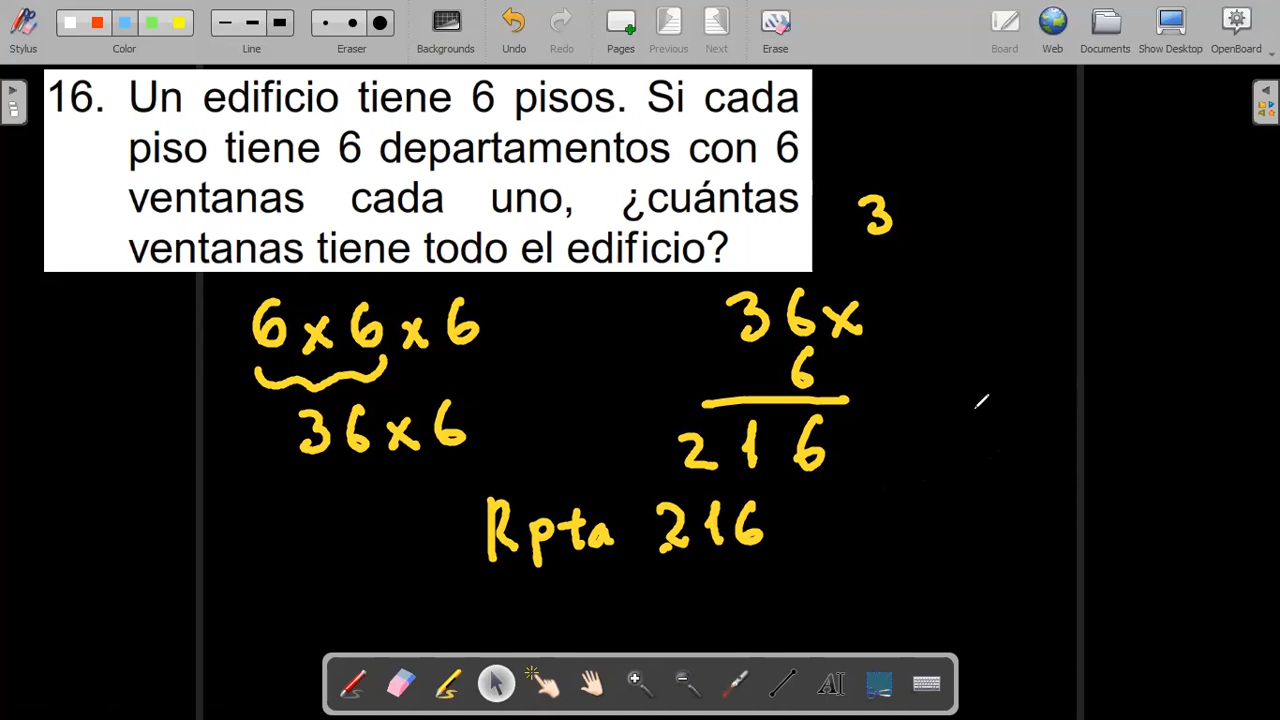 Stylus
Color
Line
Eraser
Backgrounds
Undo
Redo
Pages
Previous
Next
Erase
Board
Web
Documents
Show Desktop
OpenBoard
16. Un edificio tiene 6 pisos. Si cada
piso tiene 6 departamentos con 6
ventanas cada uno, ¿cuántas
ventanas tiene todo el edificio?
3
6 x 6 x 6
36 x 6
36 x
6
216
Rpta 216
AI